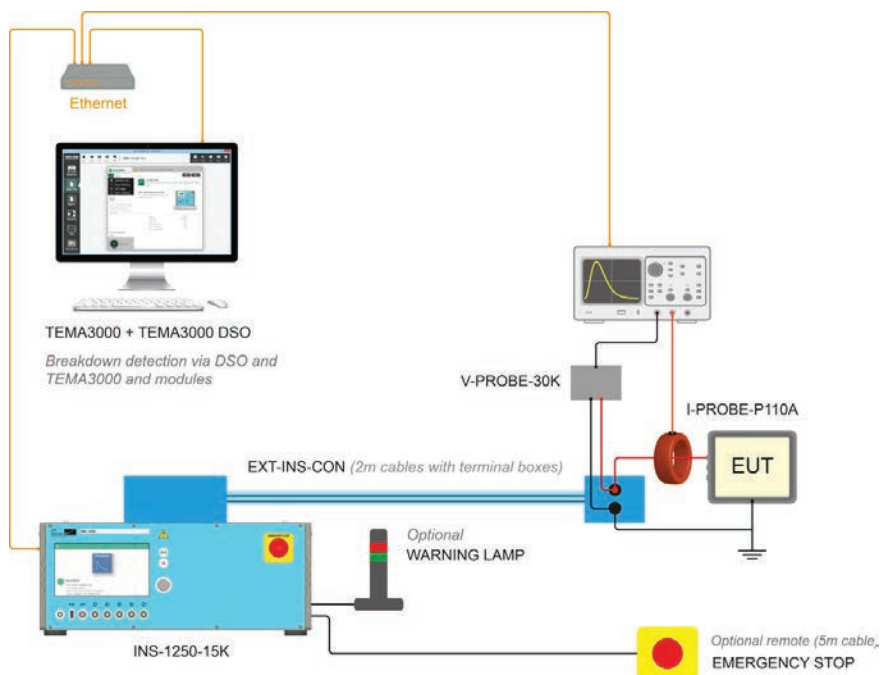 Ethernet
TEMA3000 + TEMA3000 DSO
Breakdown detection via DSO and
TEMA3000 and modules
V-PROBE-30K
I-PROBE-P110A
EUT
EXT-INS-CON (2m cables with terminal boxes)
Optional
WARNING LAMP
INS-1250-15K
Optional remote (5m cable,
EMERGENCY STOP